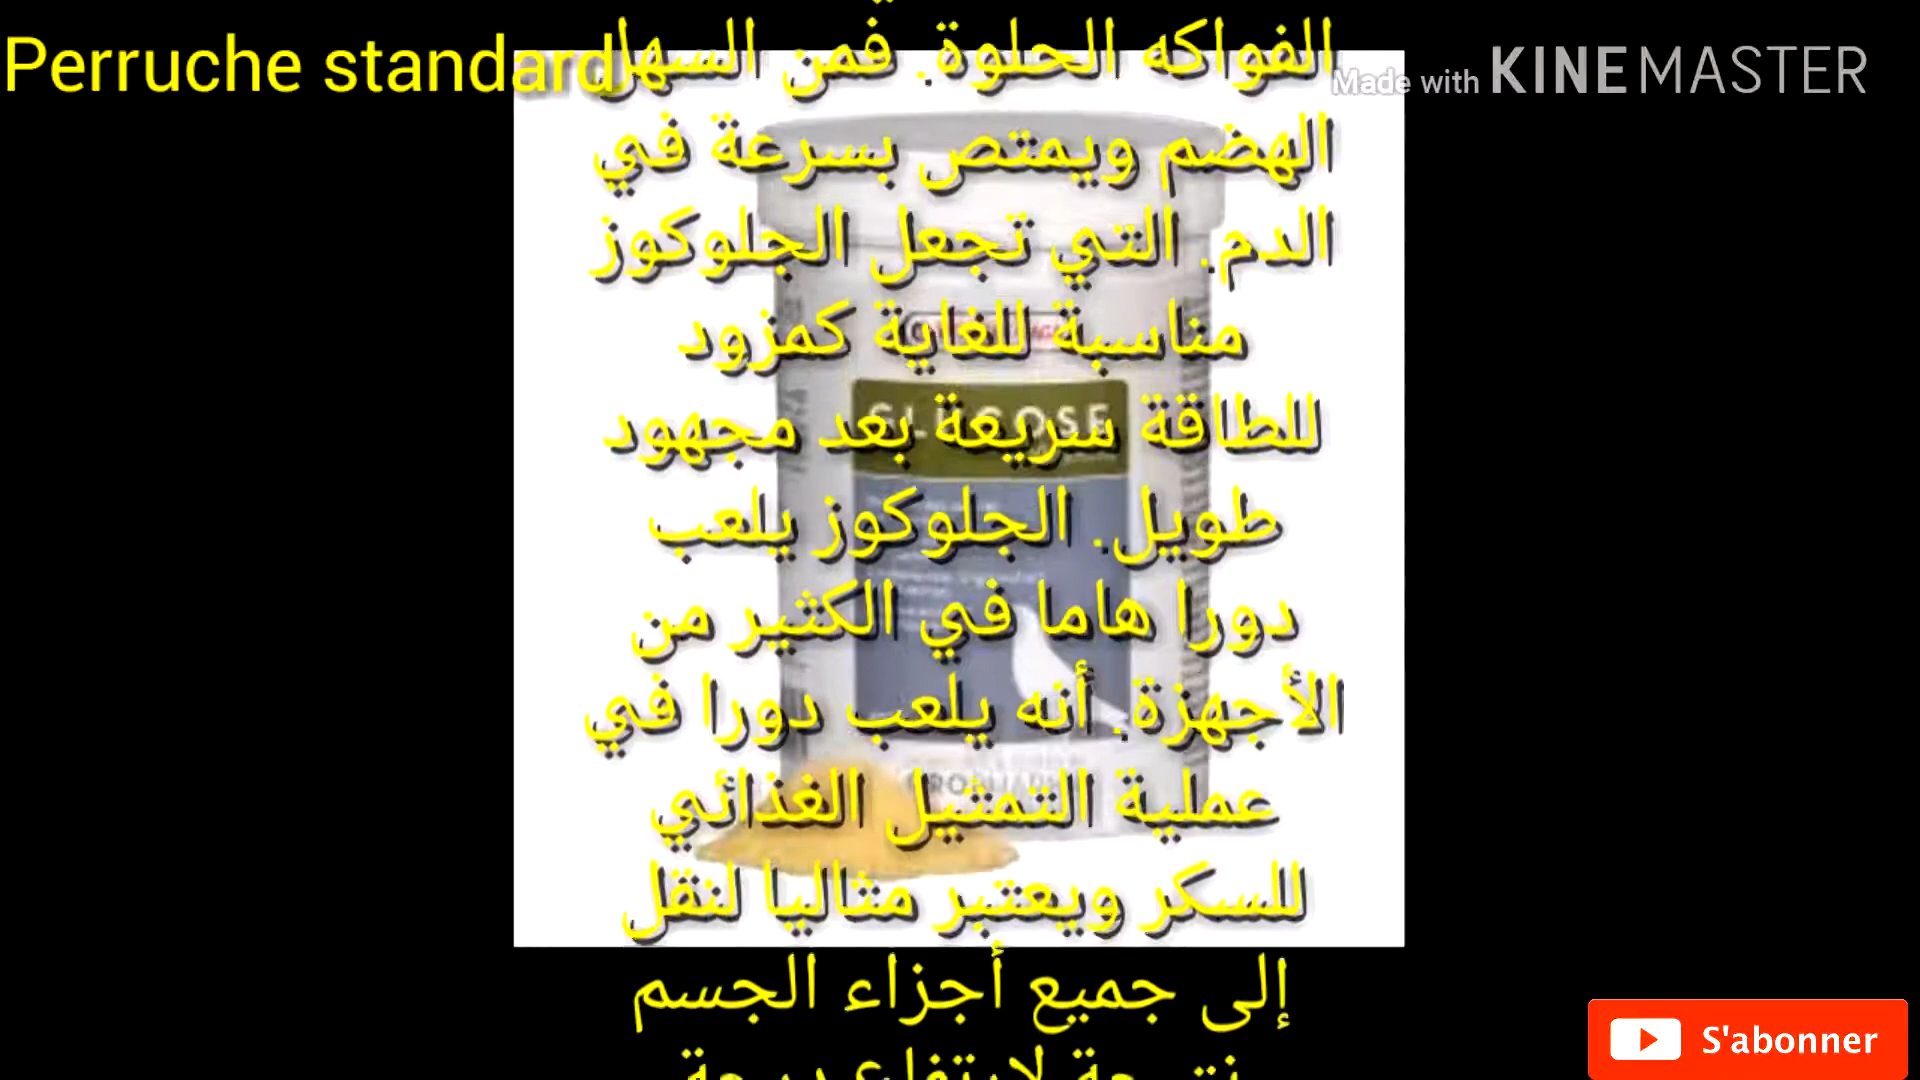 Perruche standard
Made with KINEMASTER
الفواكه الحلوة. فمن السهل
الهضم ويمتص بسرعة في
الدم. التي تجعل الجلوكوز
مناسبة للغاية كمزود
للطاقة سريعة بعد مجهود
طويل. الجلوكوز يلعب
دورا هاما في الكثير من
الأجهزة. أنه يلعب دورا في
عملية التمثيل الغذائي
للسكر ويعتبر مثاليا لنقل
إلى جميع أجزاء الجسم
GLUCOSE
S'abonner